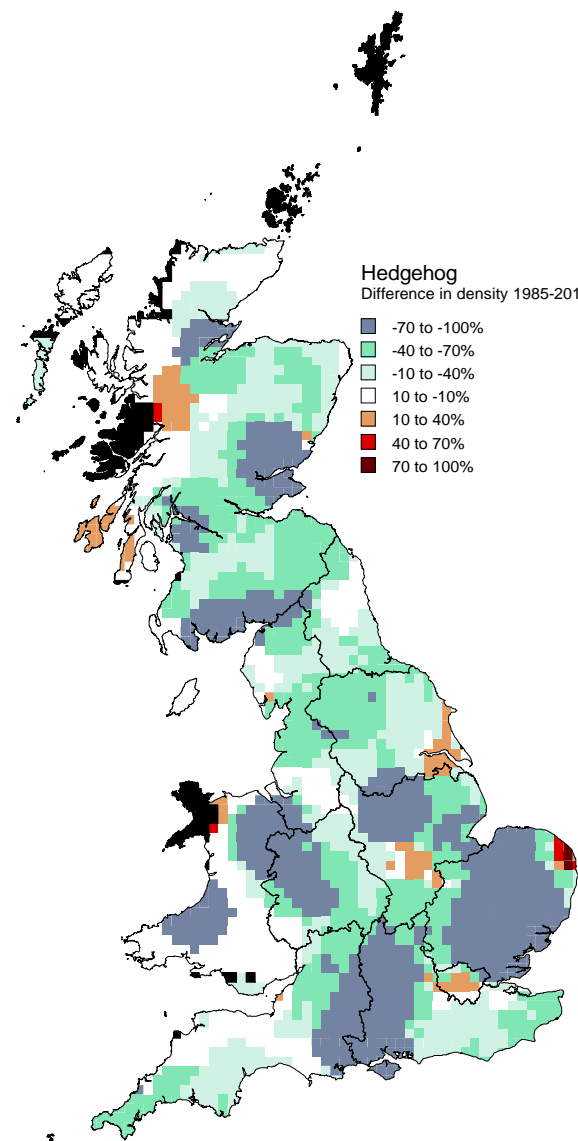 Hedgehog
Difference in density 1985-201
-70 to -100%
-40 to -70%
-10 to -40%
10 to -10%
10 to 40%
40 to 70%
70 to 100%